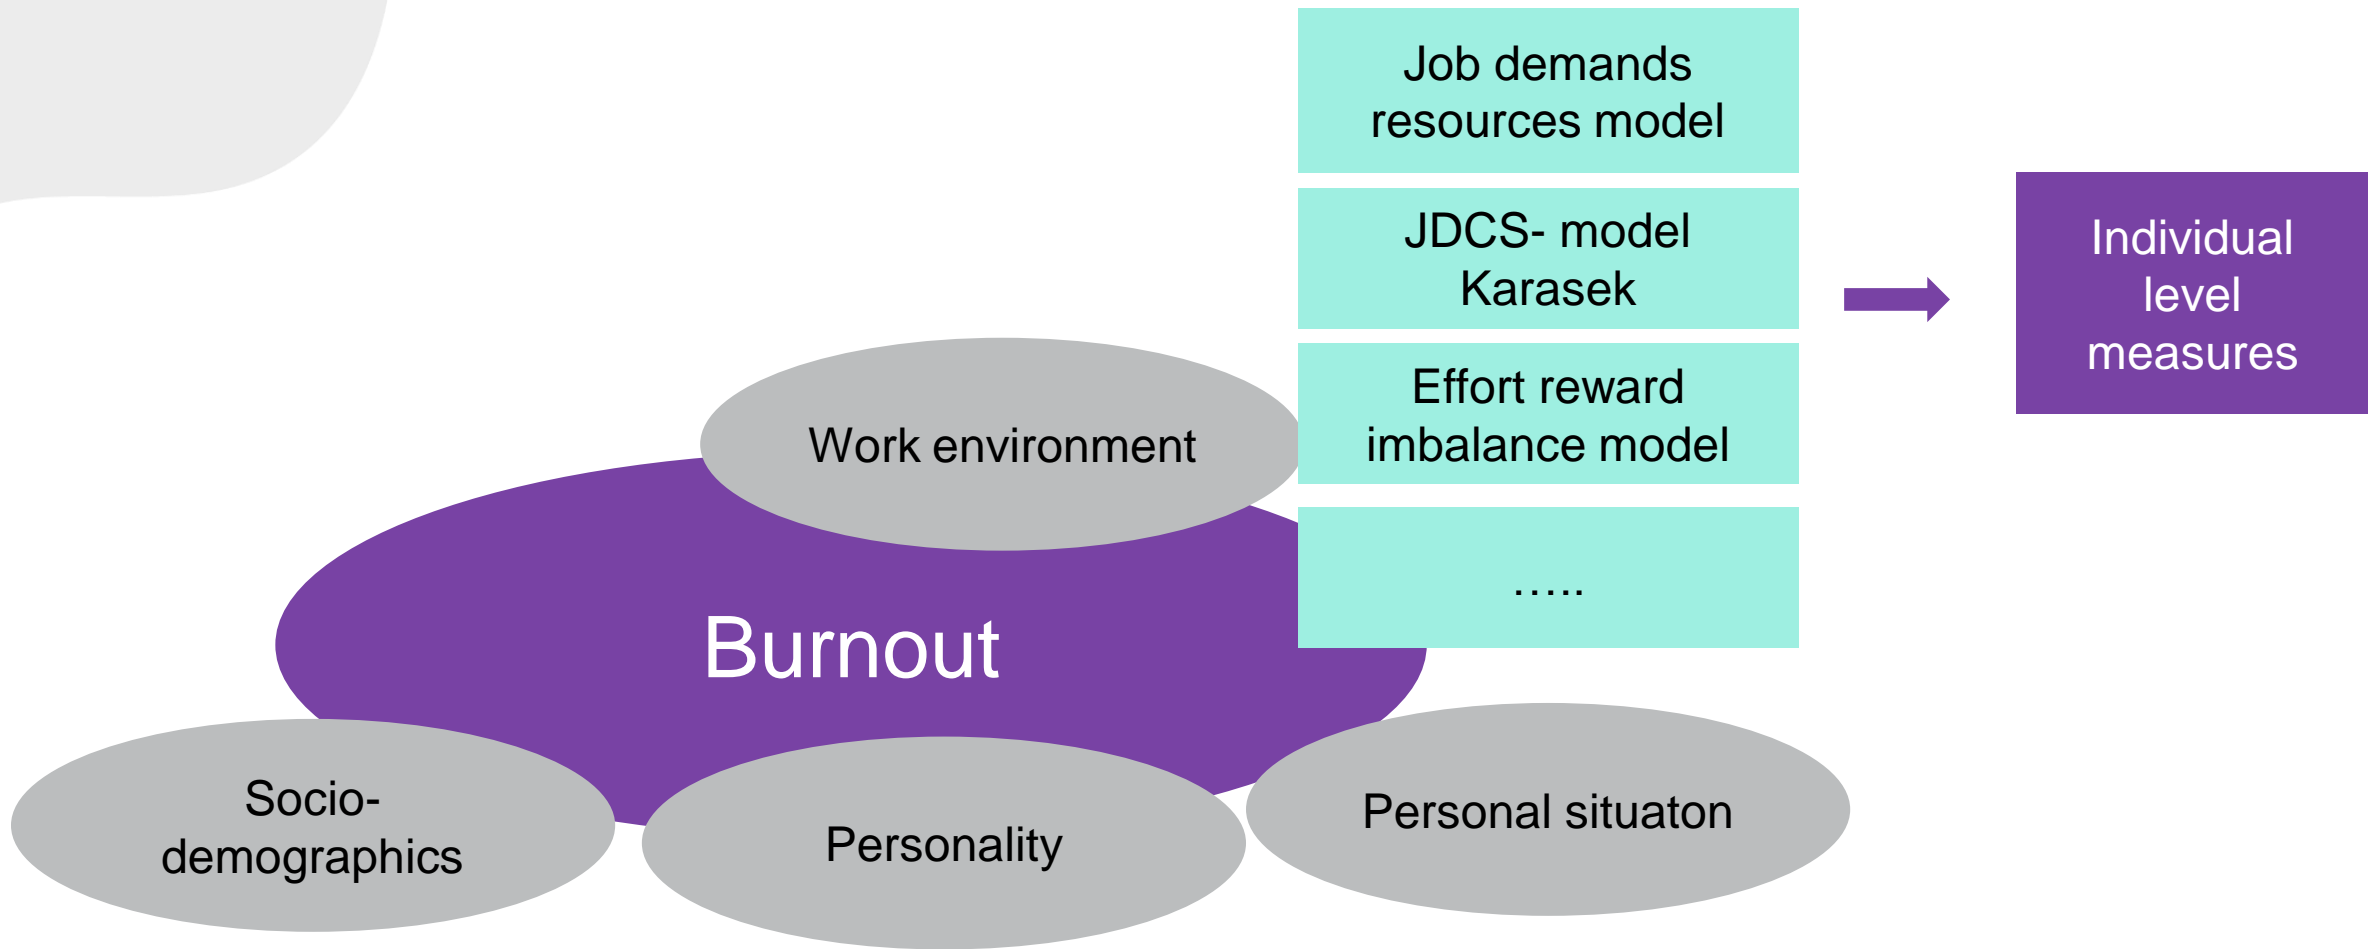 Job demands
resources model
JDCS- model
Karasek
Effort reward
imbalance model
…..
Individual
level
measures
Work environment
Burnout
Socio-
demographics
Personality
Personal situaton